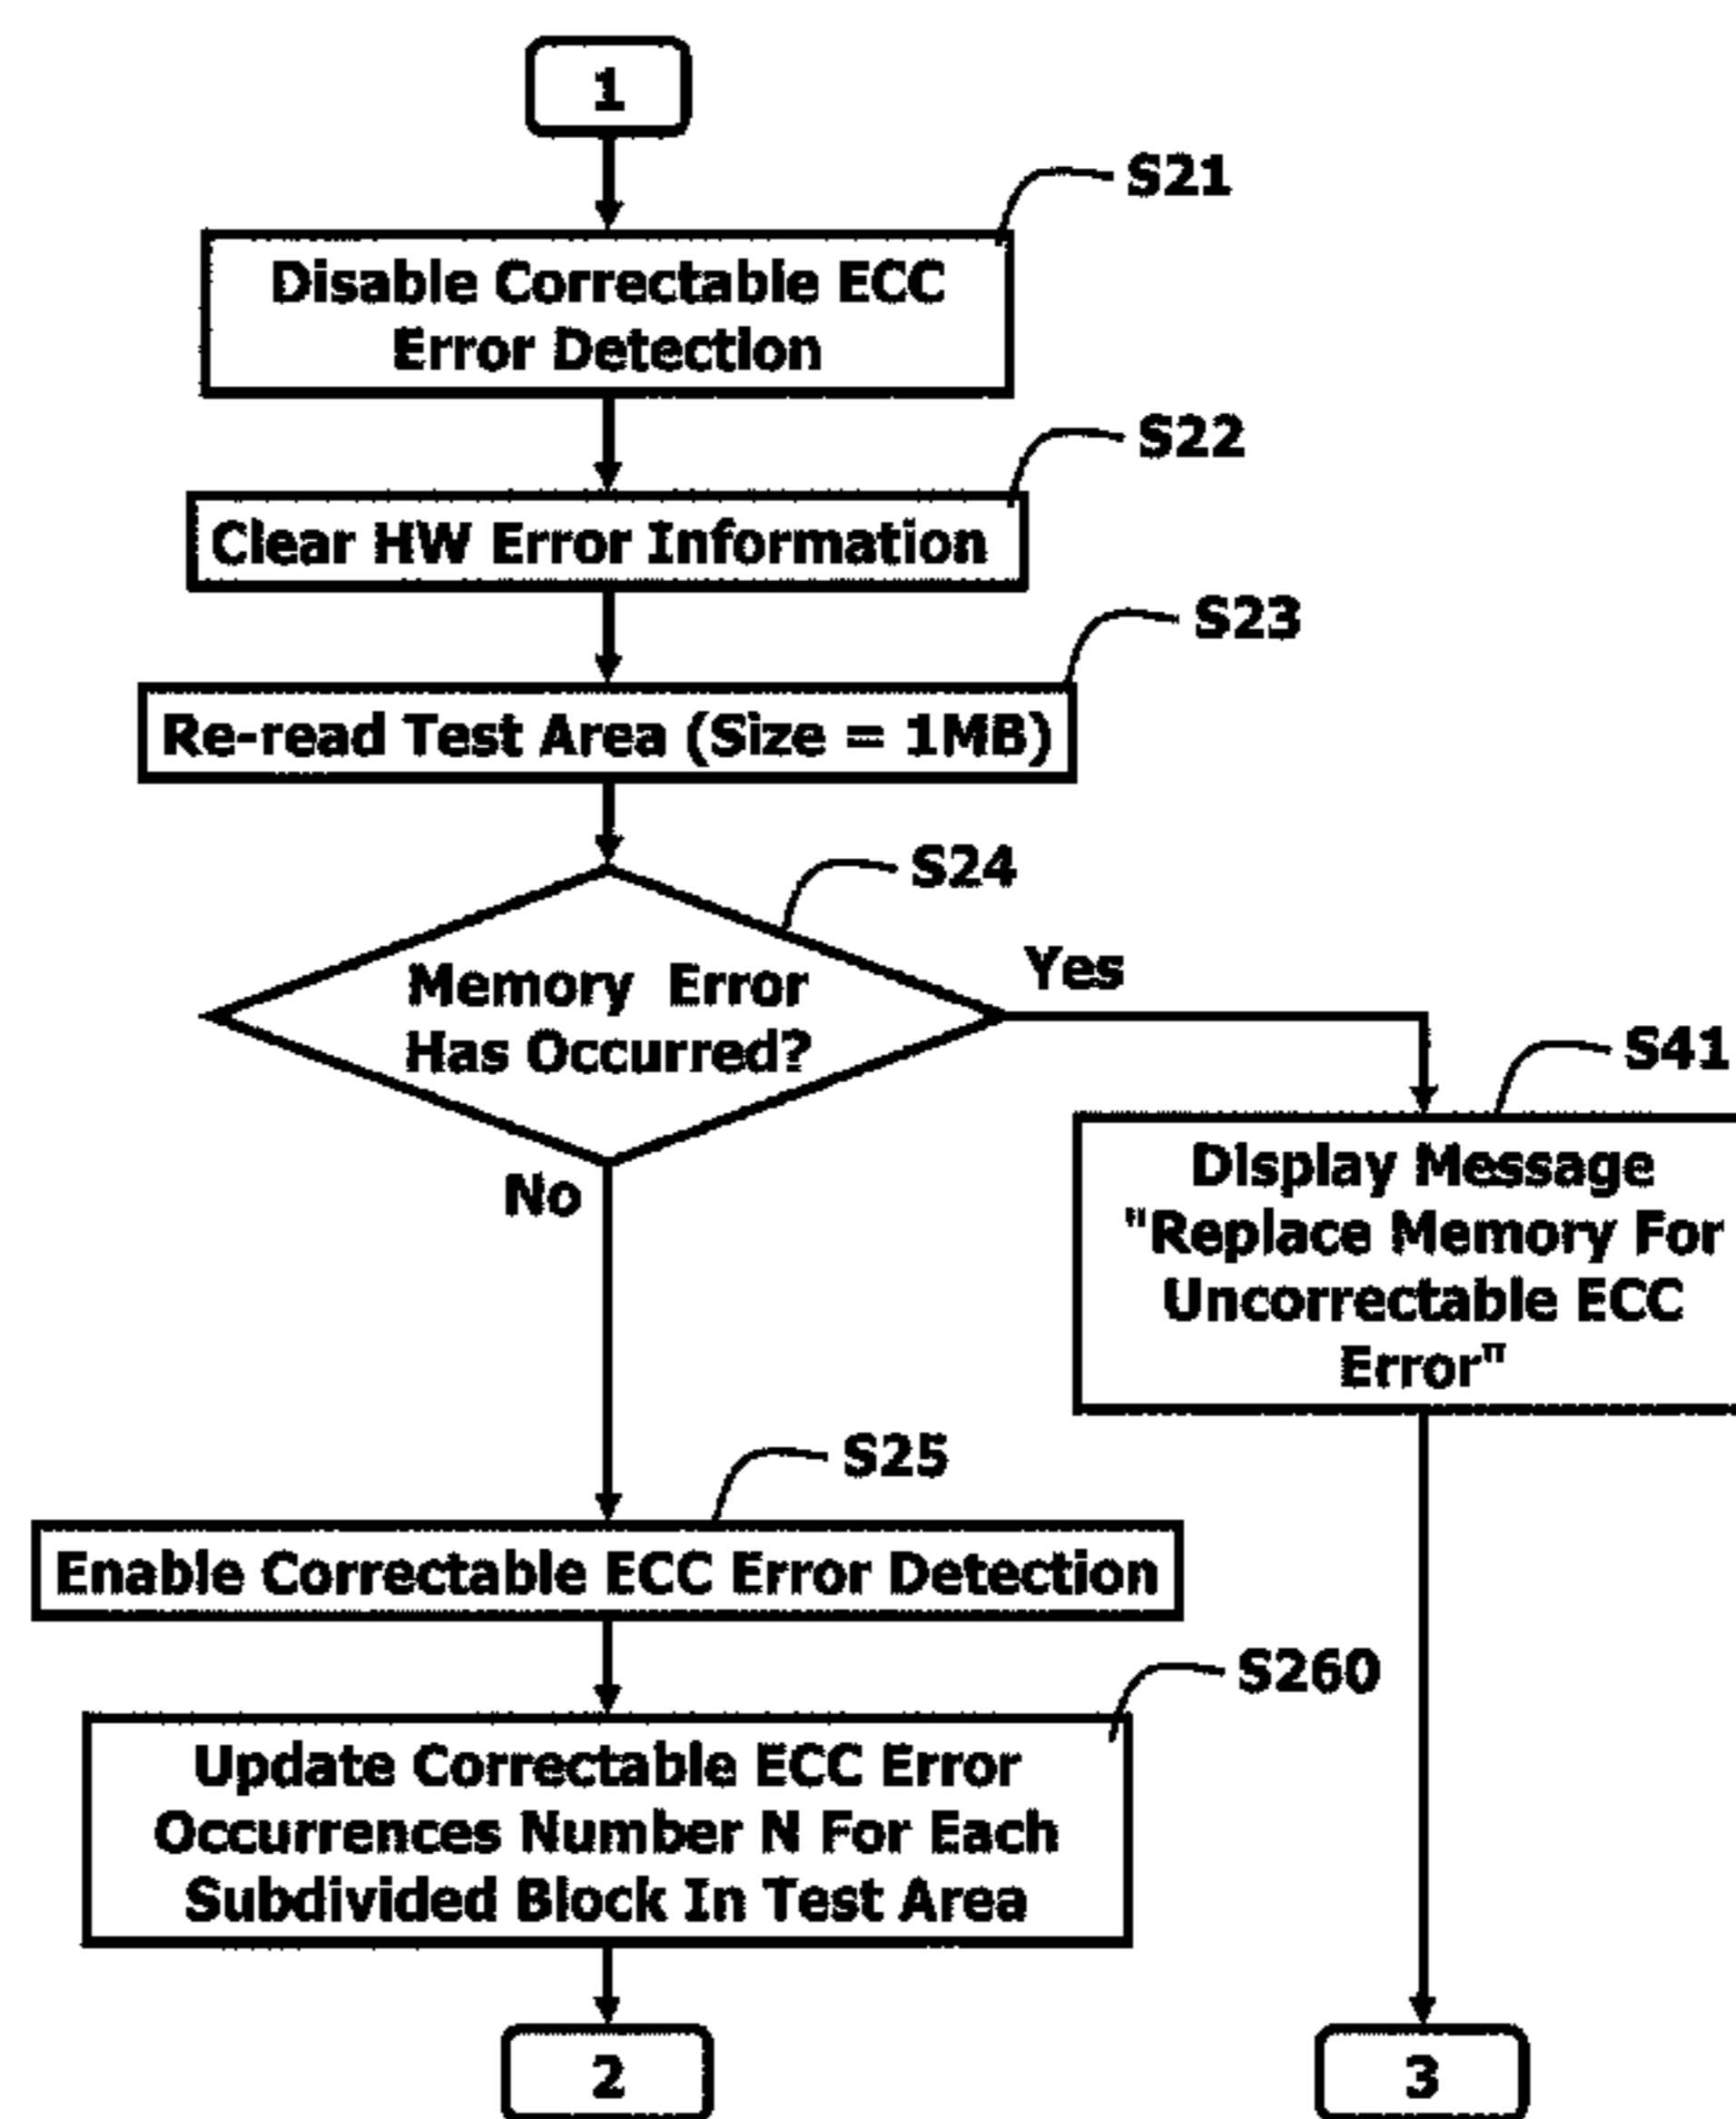 1
S21
Disable Correctable ECC
Error Detection
S22
Clear HW Error Information
S23
Re-read Test Area (Size = 1MB)
S24
Memory Error
Has Occurred?
Yes
No
S41
Display Message
"Replace Memory For
Uncorrectable ECC
Error"
S25
Enable Correctable ECC Error Detection
S260
Update Correctable ECC Error
Occurrences Number N For Each
Subdivided Block In Test Area
2
3